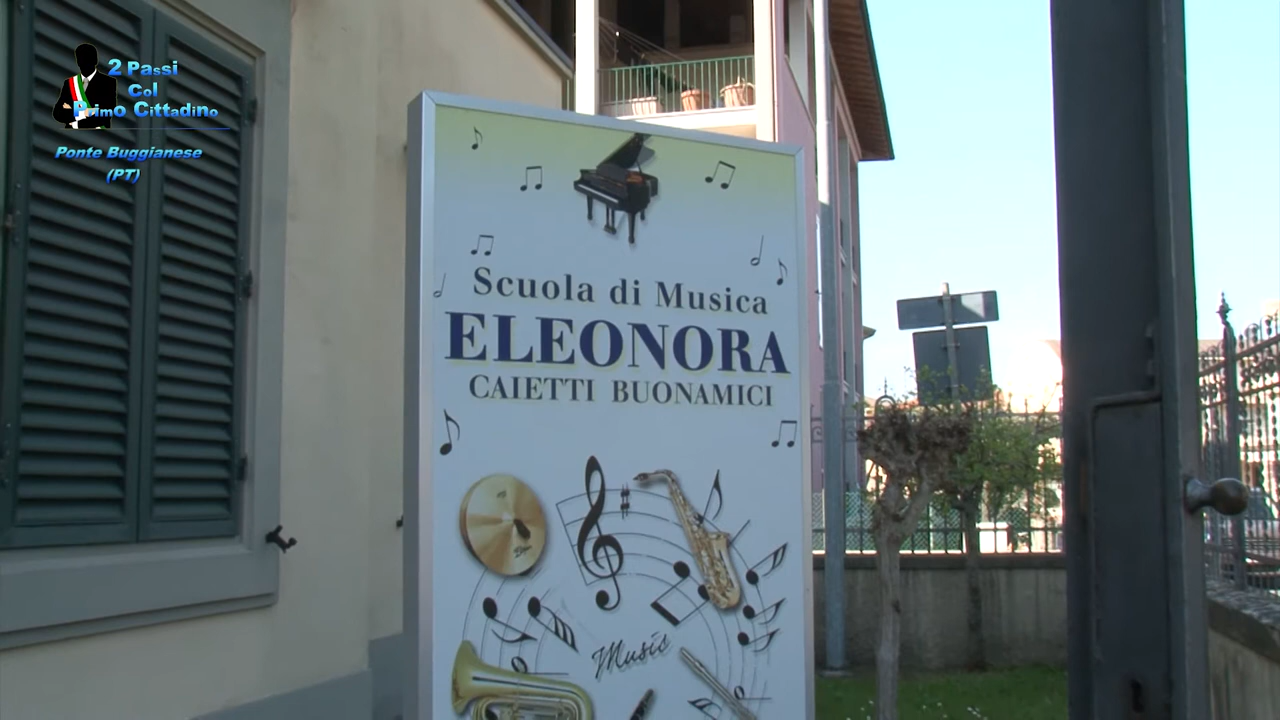 2 Passi
Col
Primo Cittadino
Ponte Buggianese
(PT)
Scuola di Musica
ELEONORA
CAIETTI BUONAMICI
Music